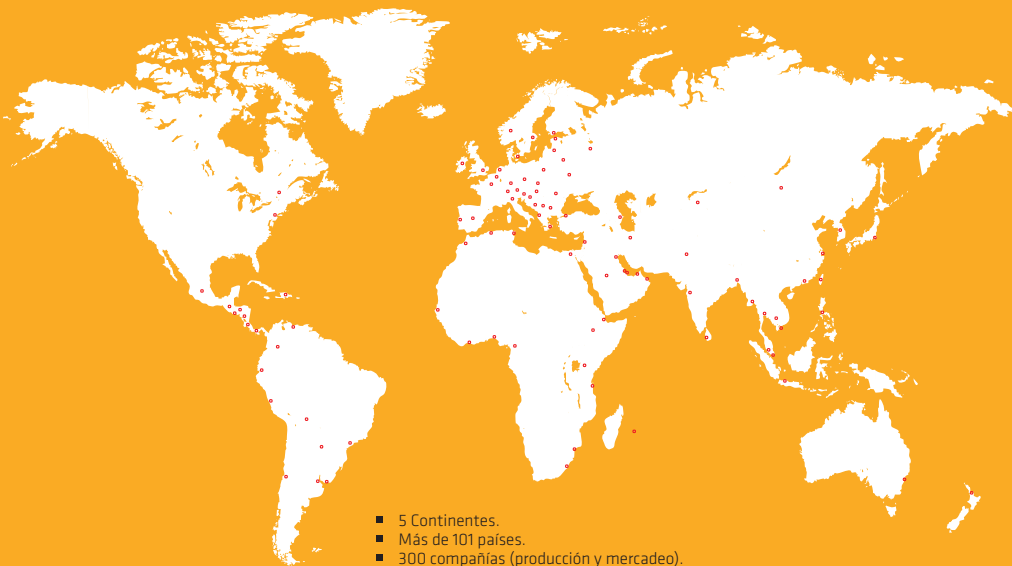 5 Continentes.
Más de 101 países.
300 compañías (producción y mercadeo).